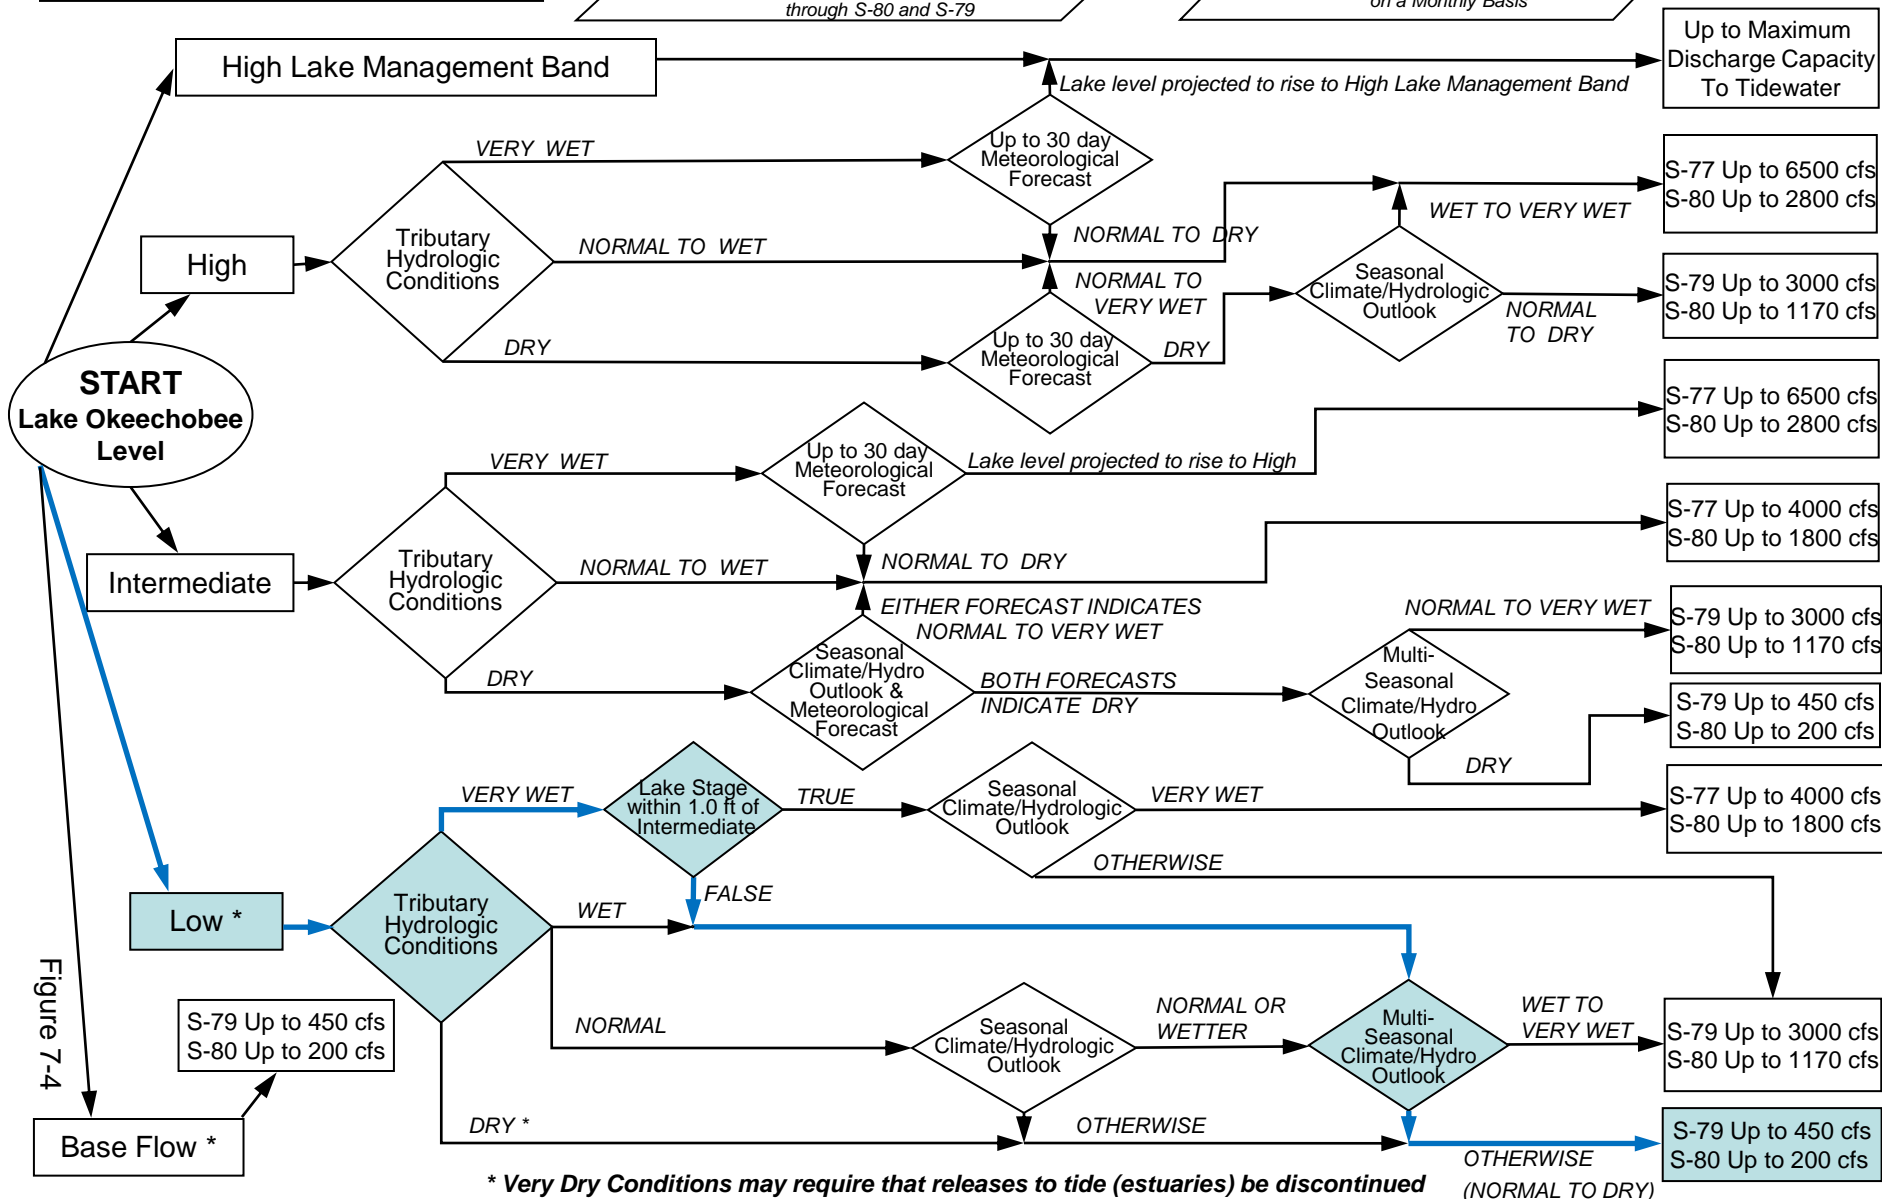 through S-80 and S-79
on a Monthly Basis
Up to Maximum
Discharge Capacity
To Tidewater
High Lake Management Band
Lake level projected to rise to High Lake Management Band
VERY WET
Up to 30 day
Meteorological
Forecast
S-77 Up to 6500 cfs
S-80 Up to 2800 cfs
WET TO VERY WET
High
Tributary
Hydrologic
Conditions
NORMAL TO WET
NORMAL TO DRY
NORMAL TO
VERY WET
Seasonal
Climate/Hydrologic
Outlook
NORMAL
TO DRY
S-79 Up to 3000 cfs
S-80 Up to 1170 cfs
DRY
Up to 30 day
Meteorological
Forecast
DRY
START
Lake Okeechobee
Level
S-77 Up to 6500 cfs
S-80 Up to 2800 cfs
VERY WET
Up to 30 day
Meteorological
Forecast
Lake level projected to rise to High
S-77 Up to 4000 cfs
S-80 Up to 1800 cfs
Intermediate
Tributary
Hydrologic
Conditions
NORMAL TO WET
NORMAL TO DRY
EITHER FORECAST INDICATES
NORMAL TO VERY WET
NORMAL TO VERY WET
S-79 Up to 3000 cfs
S-80 Up to 1170 cfs
DRY
Seasonal
Climate/Hydro
Outlook &
Meteorological
Forecast
BOTH FORECASTS
INDICATE DRY
Multi-
Seasonal
Climate/Hydro
Outlook
DRY
S-79 Up to 450 cfs
S-80 Up to 200 cfs
VERY WET
Lake Stage
within 1.0 ft of
Intermediate
TRUE
Seasonal
Climate/Hydrologic
Outlook
VERY WET
S-77 Up to 4000 cfs
S-80 Up to 1800 cfs
OTHERWISE
FALSE
Low *
Tributary
Hydrologic
Conditions
WET
NORMAL
Seasonal
Climate/Hydrologic
Outlook
NORMAL OR
WETTER
Multi-
Seasonal
Climate/Hydro
Outlook
WET TO
VERY WET
S-79 Up to 3000 cfs
S-80 Up to 1170 cfs
Figure 7-4
S-79 Up to 450 cfs
S-80 Up to 200 cfs
Base Flow *
DRY *
OTHERWISE
OTHERWISE
(NORMAL TO DRY)
S-79 Up to 450 cfs
S-80 Up to 200 cfs
* Very Dry Conditions may require that releases to tide (estuaries) be discontinued